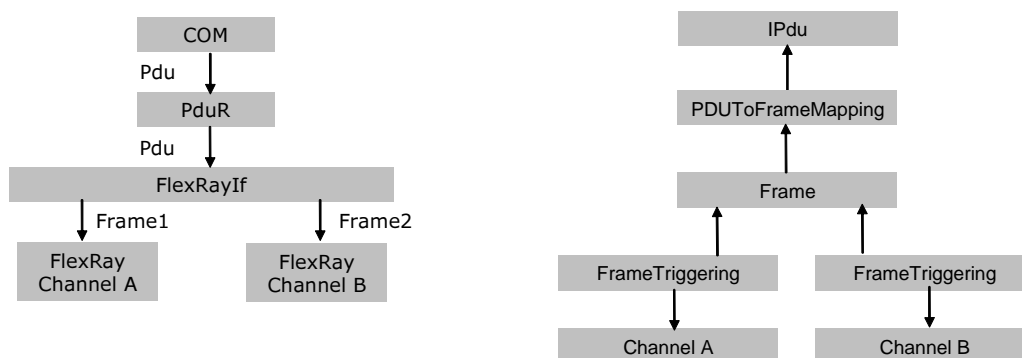 COM
Pdu
PduR
Pdu
FlexRayIf
Frame1
Frame2
FlexRay
Channel A
FlexRay
Channel B
IPdu
PDUToFrameMapping
Frame
FrameTriggering
FrameTriggering
Channel A
Channel B